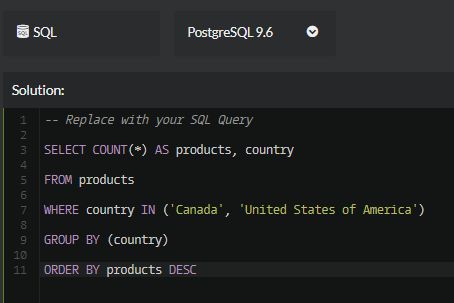 SQL
PostgreSQL 9.6
Solution:
1 -- Replace with your SQL Query
2
3 SELECT COUNT(*) AS products, country
4
5 FROM products
6
7 WHERE country IN ('Canada', 'United States of America')
8
9 GROUP BY (country)
10
11 ORDER BY products DESC